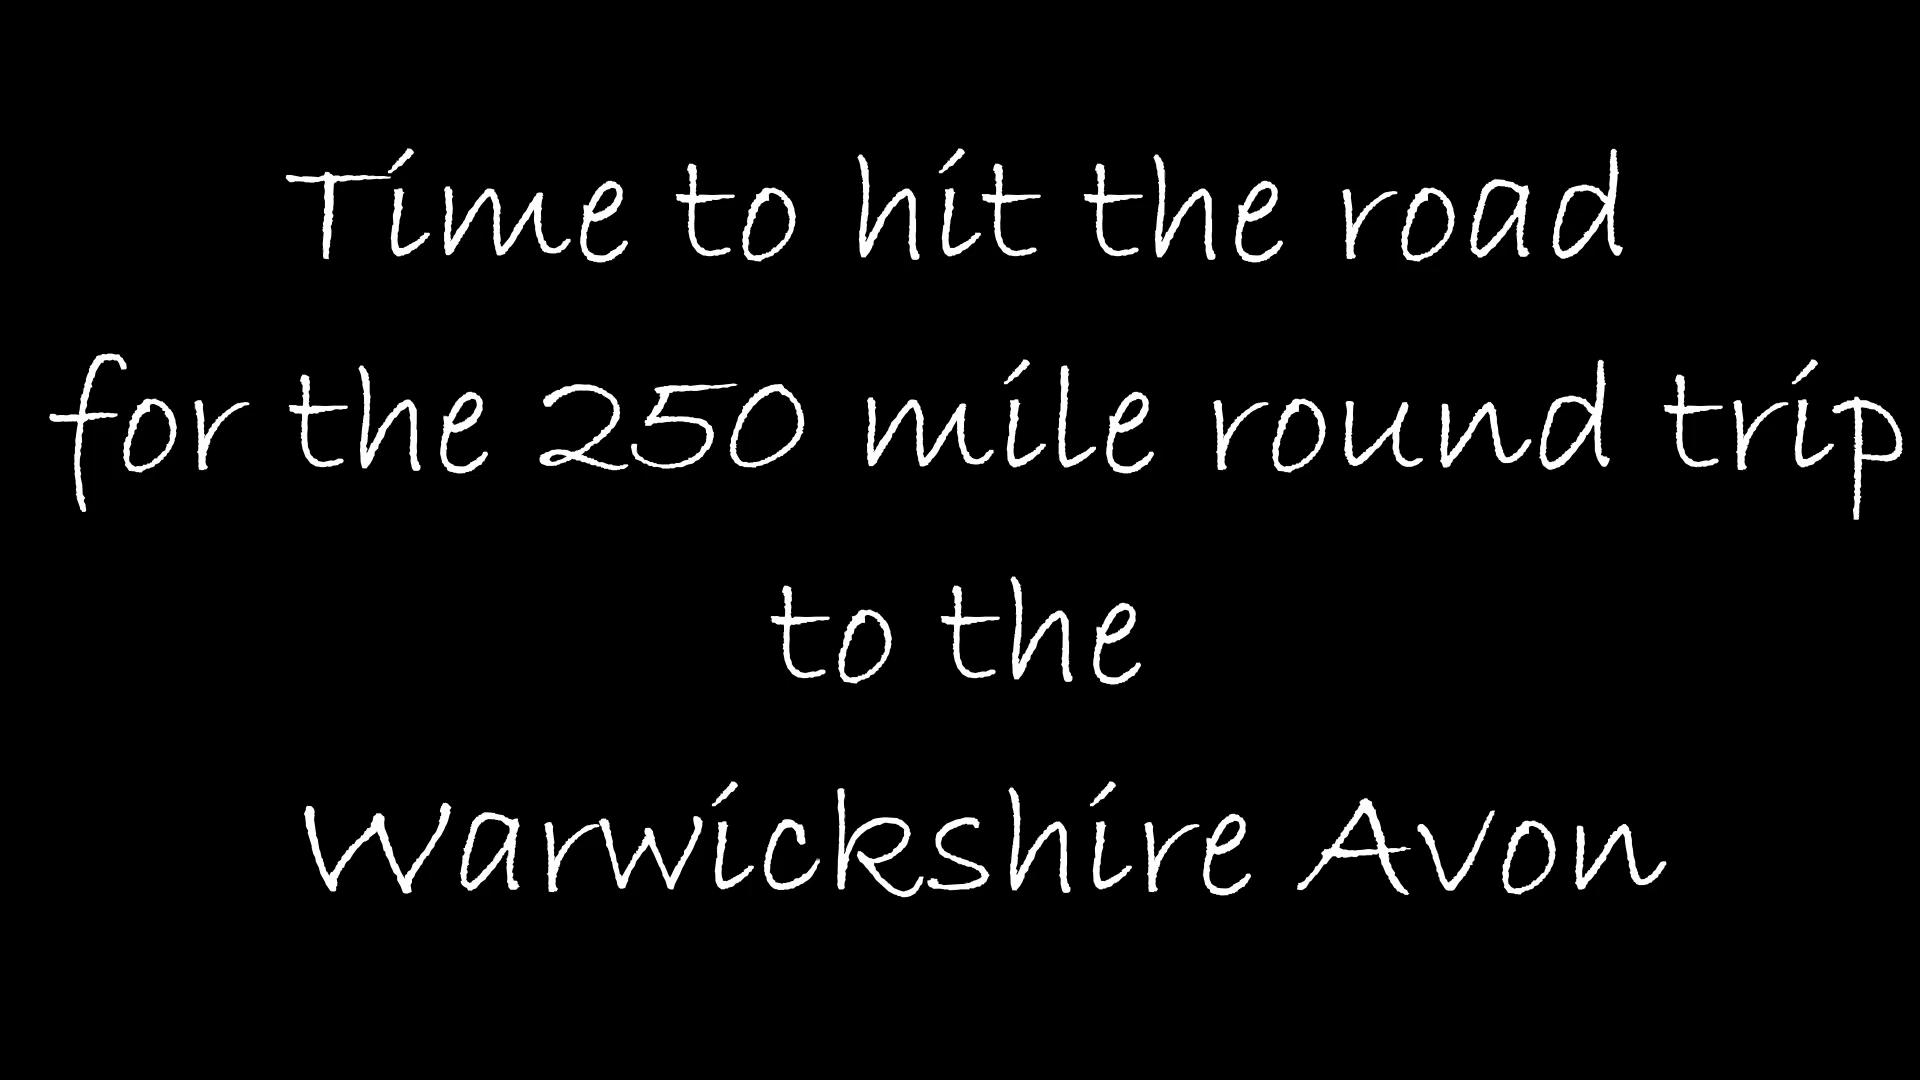 Time to hit the road
for the 250 mile round trip
to the
Warwickshire Avon